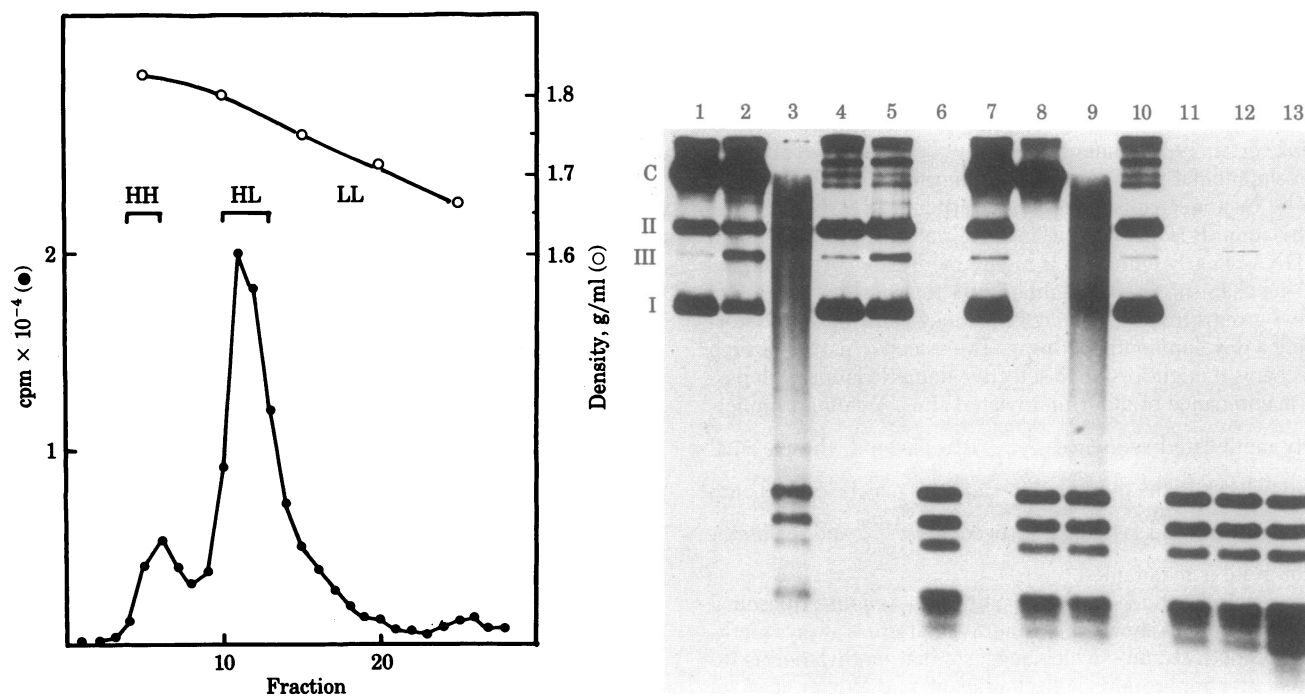 HH HL LL
2
1
cpm × 10⁻⁴ (●)
1.8
1.7
1.6
Density, g/ml (○)
10 20
Fraction
1 2 3 4 5 6 7 8 9 10 11 12 13
C
II
III
I